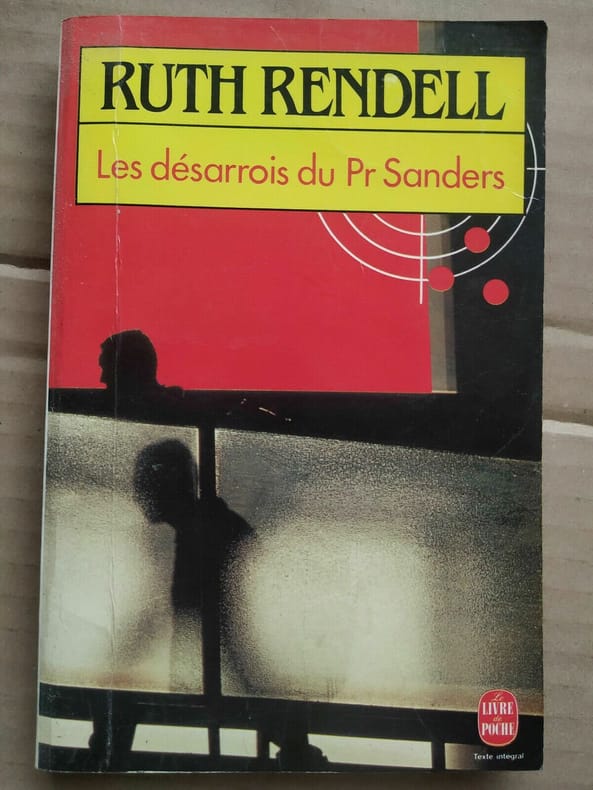 RUTH RENDELL
Les désarrois du Pr Sanders
Le
LIVRE
de
POCHE
Texte intégral